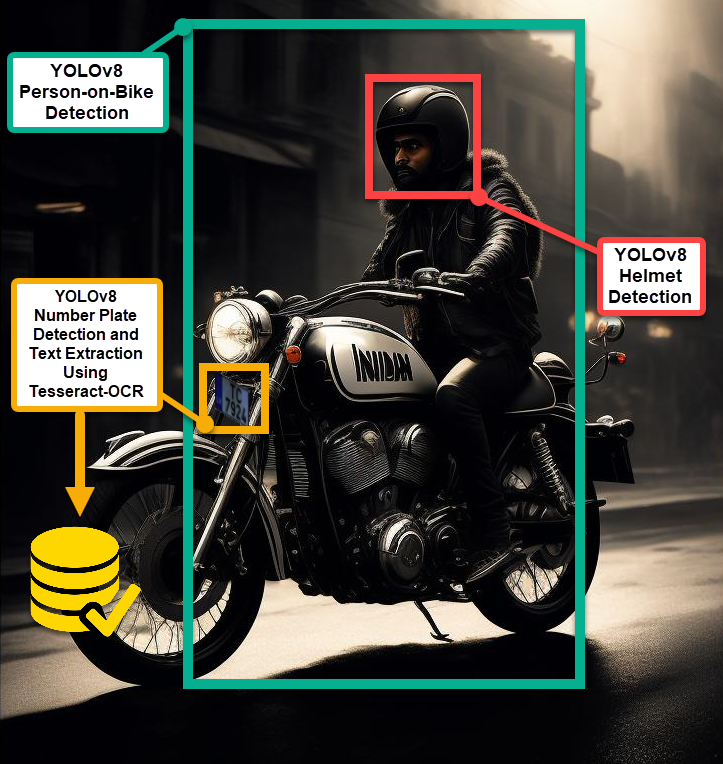 YOLOv8
Person-on-Bike
Detection
YOLOv8
Helmet
Detection
YOLOv8
Number Plate
Detection and
Text Extraction
Using
Tesseract-OCR
TC
7924